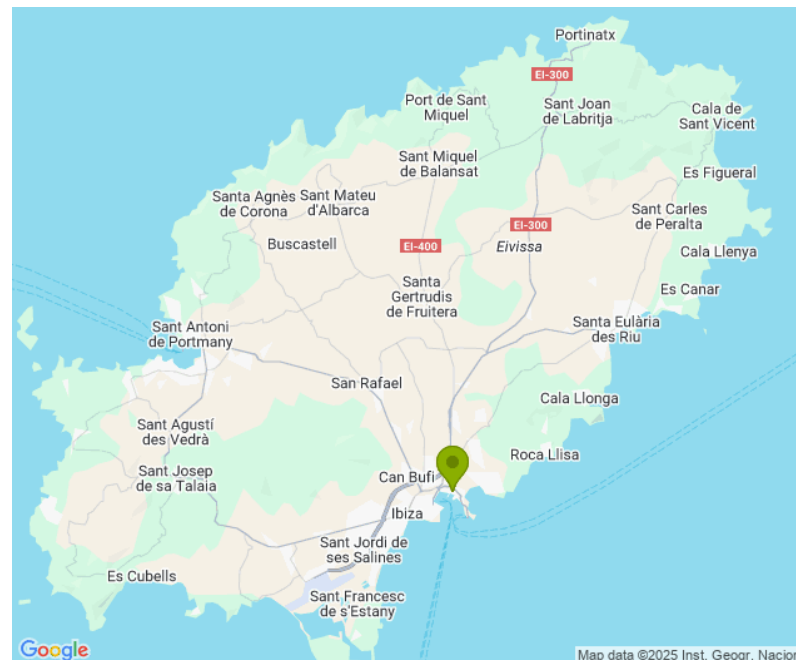 Portinatx
EI-300
Port de Sant
Miquel
Sant Joan
de Labritja
Cala de
Sant Vicent
Sant Miquel
de Balansat
Es Figueral
Santa Agnès
de Corona
Sant Mateu
d'Albarca
Sant Carles
de Peralta
EI-300
Buscastell
EI-400
Eivissa
Cala Llenya
Santa
Gertrudis
de Fruitera
Es Canar
Sant Antoni
de Portmany
Santa Eulària
des Riu
San Rafael
Cala Llonga
Sant Agustí
des Vedrà
Roca Llisa
Sant Josep
de sa Talaia
Can Bufí
Ibiza
Sant Jordi de
ses Salines
Es Cubells
Sant Francesc
de s'Estany
Google
Map data ©2025 Inst. Geogr. Nacion